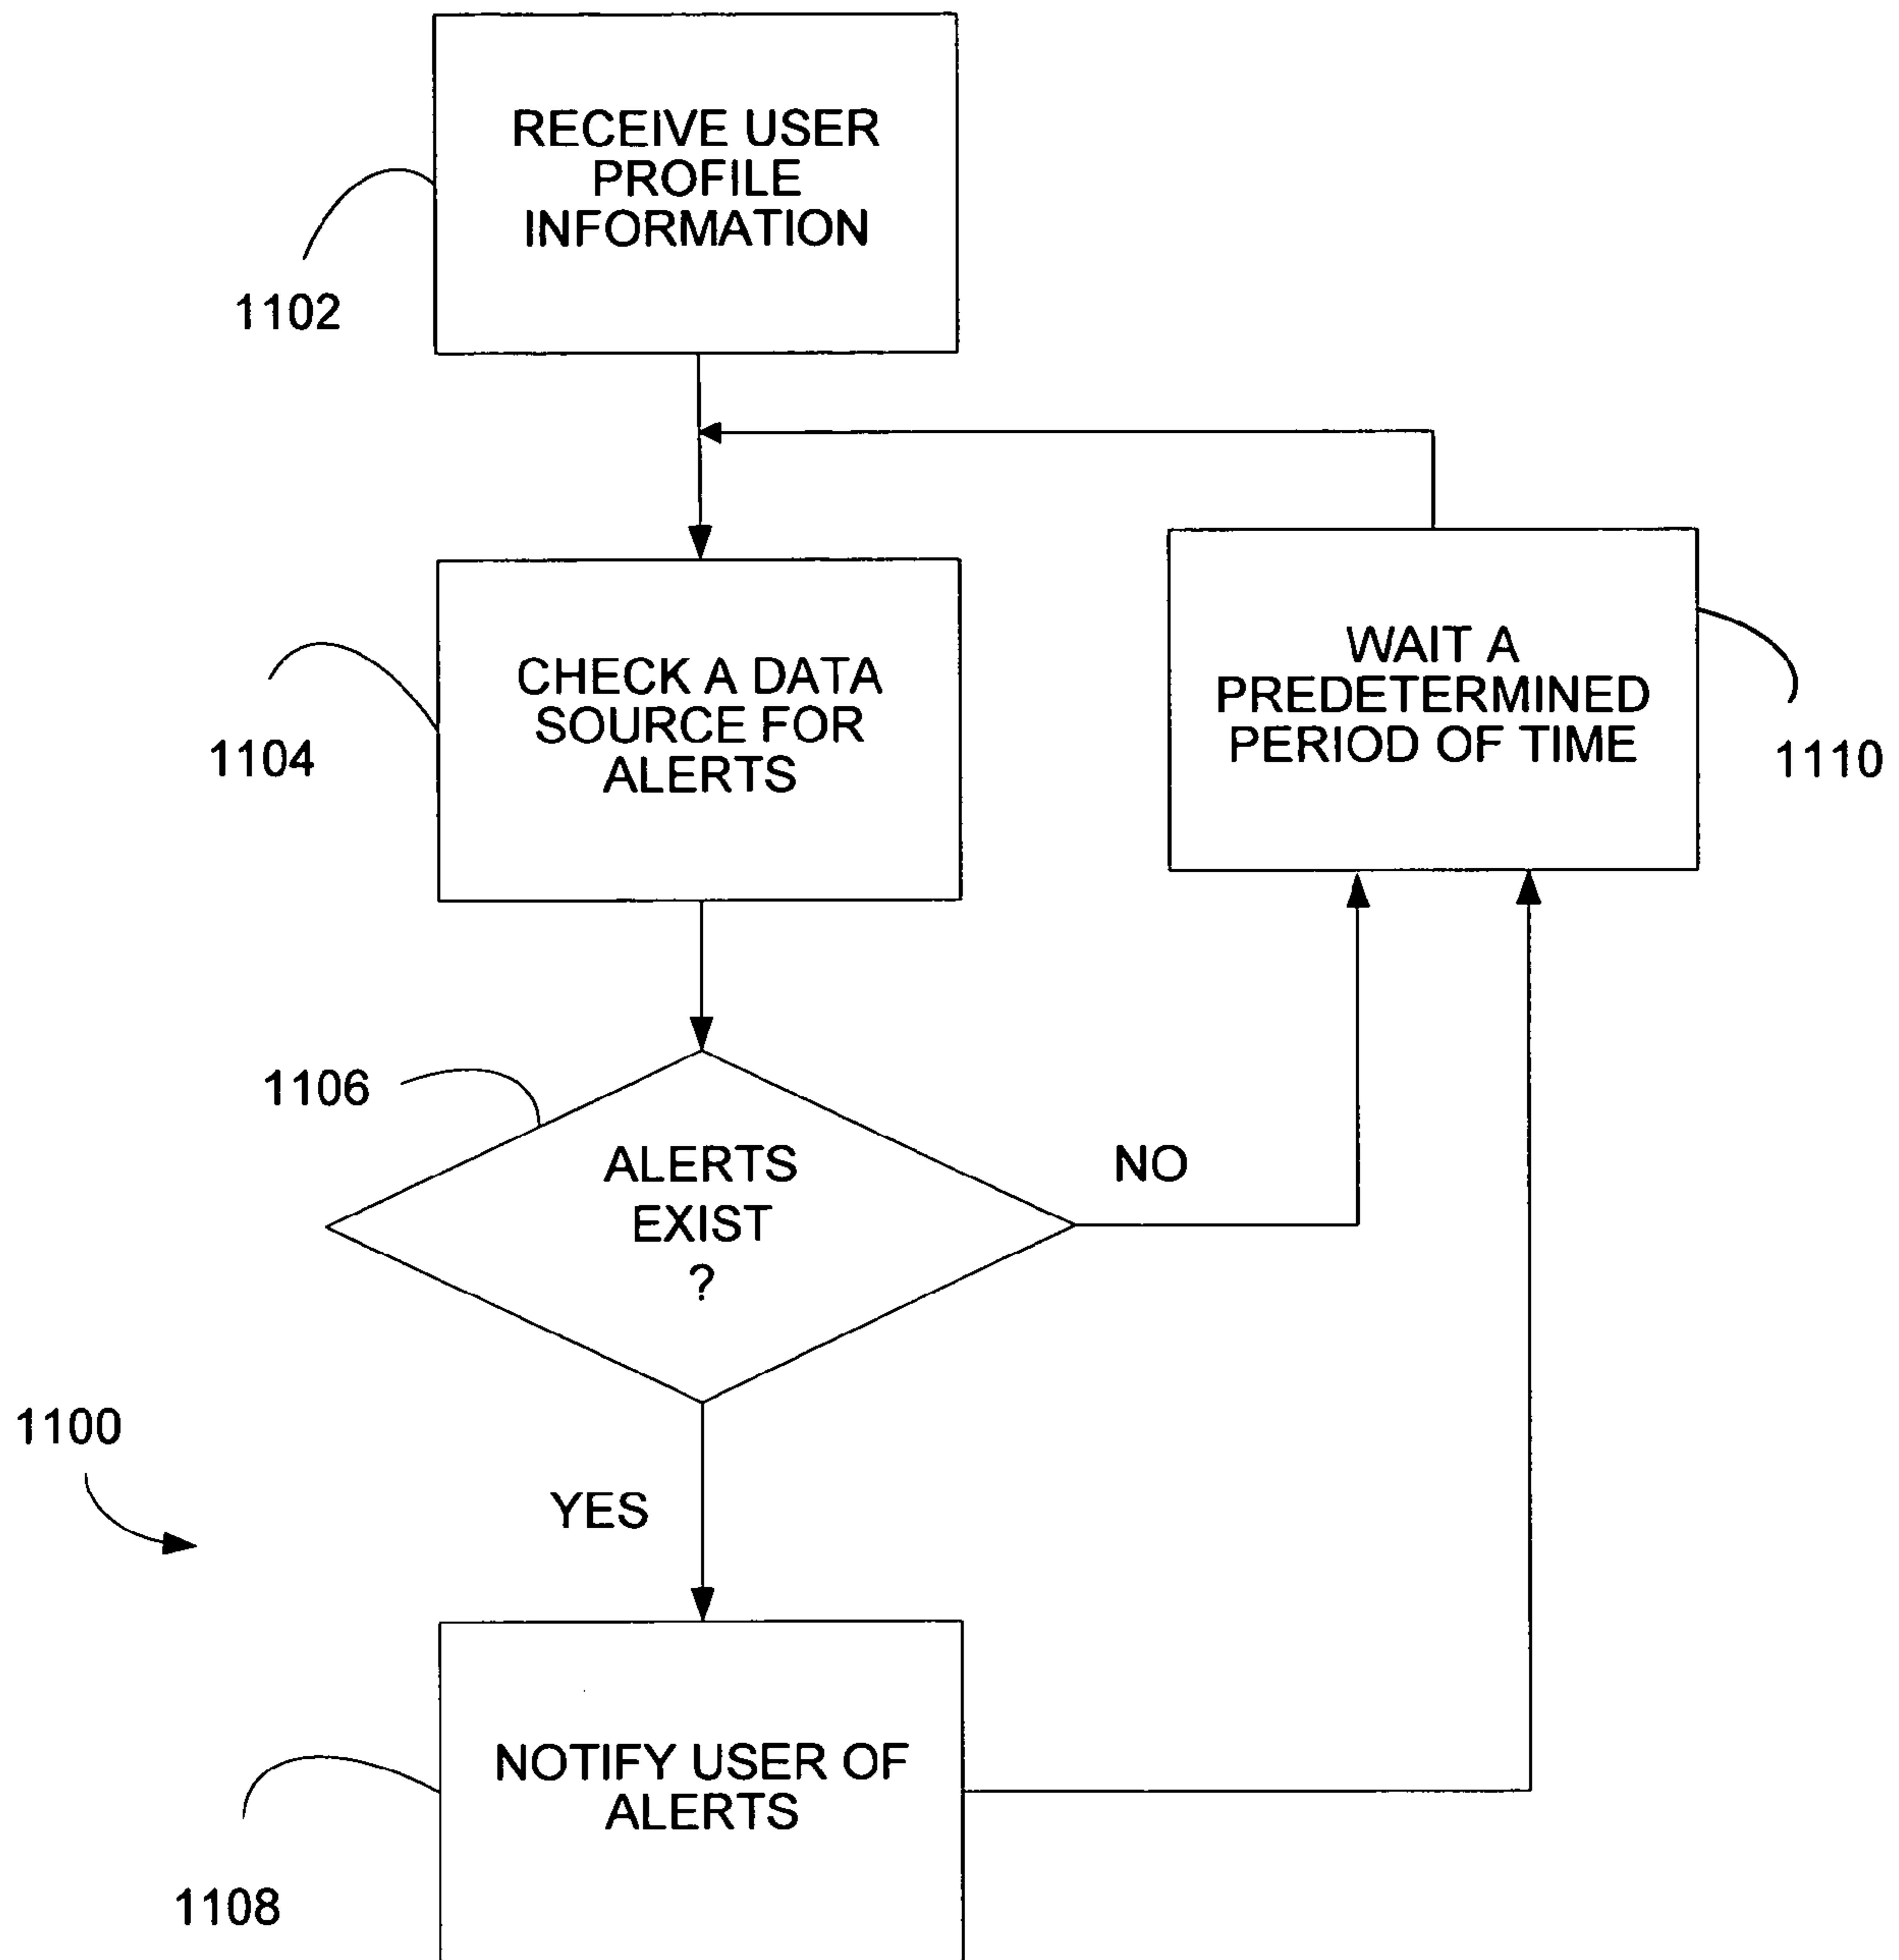 RECEIVE USER
PROFILE
INFORMATION
1102
CHECK A DATA
SOURCE FOR
ALERTS
1104
WAIT A
PREDETERMINED
PERIOD OF TIME
1110
1106
ALERTS
EXIST
?
NO
1100
YES
NOTIFY USER OF
ALERTS
1108